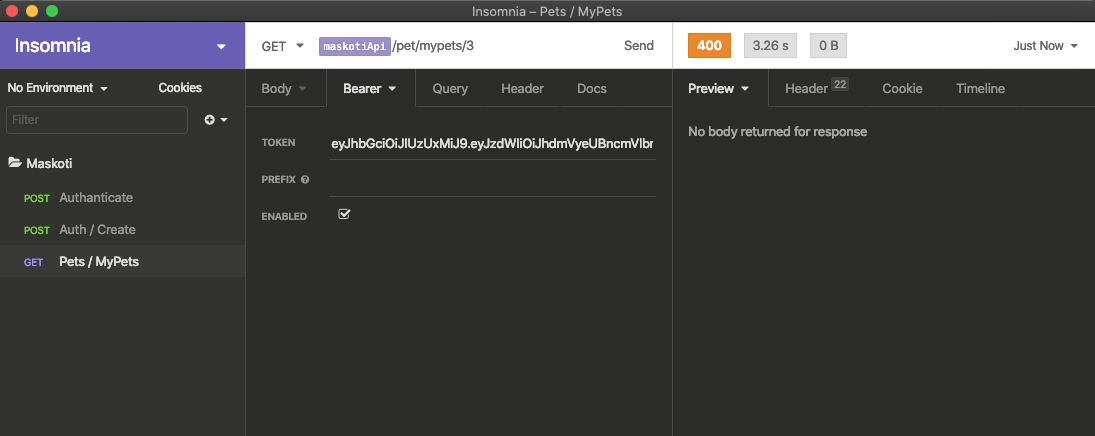 Insomnia – Pets / MyPets
Insomnia
GET maskotiApi /pet/mypets/3 Send
400 3.26 s 0 B Just Now
No Environment Cookies
Body Bearer Query Header Docs
Preview Header 22 Cookie Timeline
Filter
TOKEN eyJhbGciOiJIUzUxMiJ9.eyJzdWIiOiJhdmVyeUBncmVlbr
No body returned for response
Maskoti
PREFIX
POST Authanticate
ENABLED
POST Auth / Create
GET Pets / MyPets